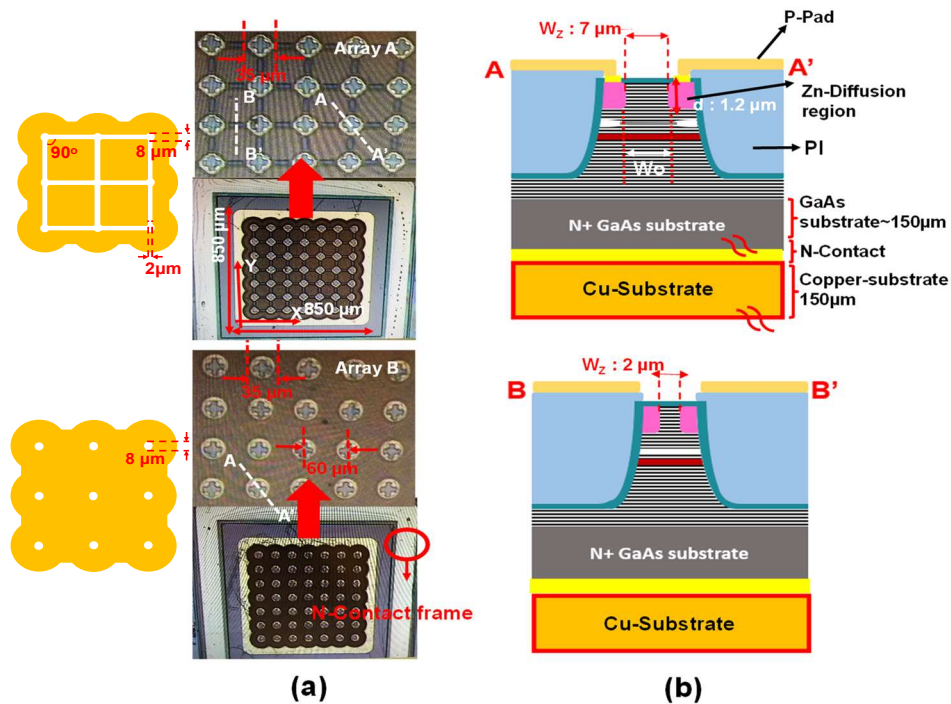 Array A
35 µm
B
A
B'
A'
90º
8 µm
2µm
850 µm
Y
X
850 µm
Array B
35 µm
60 µm
A
A'
8 µm
N-Contact frame
(a)
P-Pad
Wz : 7 µm
A
A'
Zn-Diffusion
region
d : 1.2 µm
PI
Wo
GaAs
substrate~150µm
N+ GaAs substrate
N-Contact
Cu-Substrate
Copper-substrate
150µm
Wz : 2 µm
B
B'
N+ GaAs substrate
Cu-Substrate
(b)